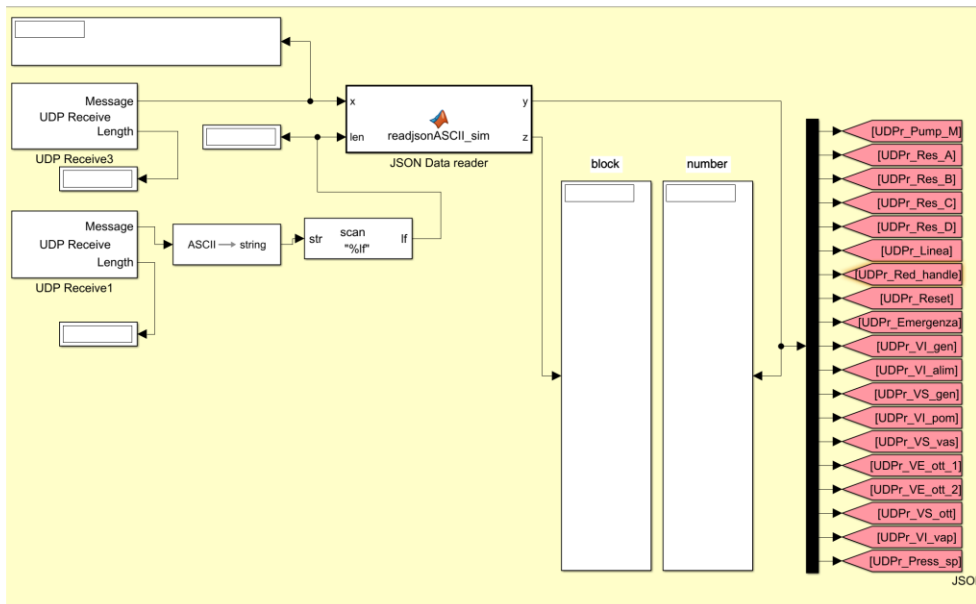 Message
UDP Receive
Length
UDP Receive3
x
y
len
z
readjsonASCII_sim
JSON Data reader
Message
UDP Receive
Length
UDP Receive1
ASCII → string
scan
str
lf
"%lf"
block
number
[UDPr_Pump_M]
[UDPr_Res_A]
[UDPr_Res_B]
[UDPr_Res_C]
[UDPr_Res_D]
[UDPr_Linea]
[UDPr_Red_handle]
[UDPr_Reset]
[UDPr_Emergenza]
[UDPr_VI_gen]
[UDPr_VI_alim]
[UDPr_VS_gen]
[UDPr_VI_pom]
[UDPr_VS_vas]
[UDPr_VE_ott_1]
[UDPr_VE_ott_2]
[UDPr_VS_ott]
[UDPr_VI_vap]
[UDPr_Press_sp]